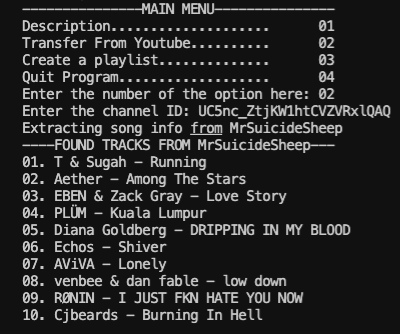 ---------------MAIN MENU---------------
Description.................... 01
Transfer From Youtube.......... 02
Create a playlist.............. 03
Quit Program................... 04
Enter the number of the option here: 02
Enter the channel ID: UC5nc_ZtjKW1htCVZVRxlQAQ
Extracting song info from MrSuicideSheep
----FOUND TRACKS FROM MrSuicideSheep---
01. T & Sugah - Running
02. Aether - Among The Stars
03. EBEN & Zack Gray - Love Story
04. PLÜM - Kuala Lumpur
05. Diana Goldberg - DRIPPING IN MY BLOOD
06. Echos - Shiver
07. AViVA - Lonely
08. venbee & dan fable - low down
09. RØNIN - I JUST FKN HATE YOU NOW
10. Cjbeards - Burning In Hell